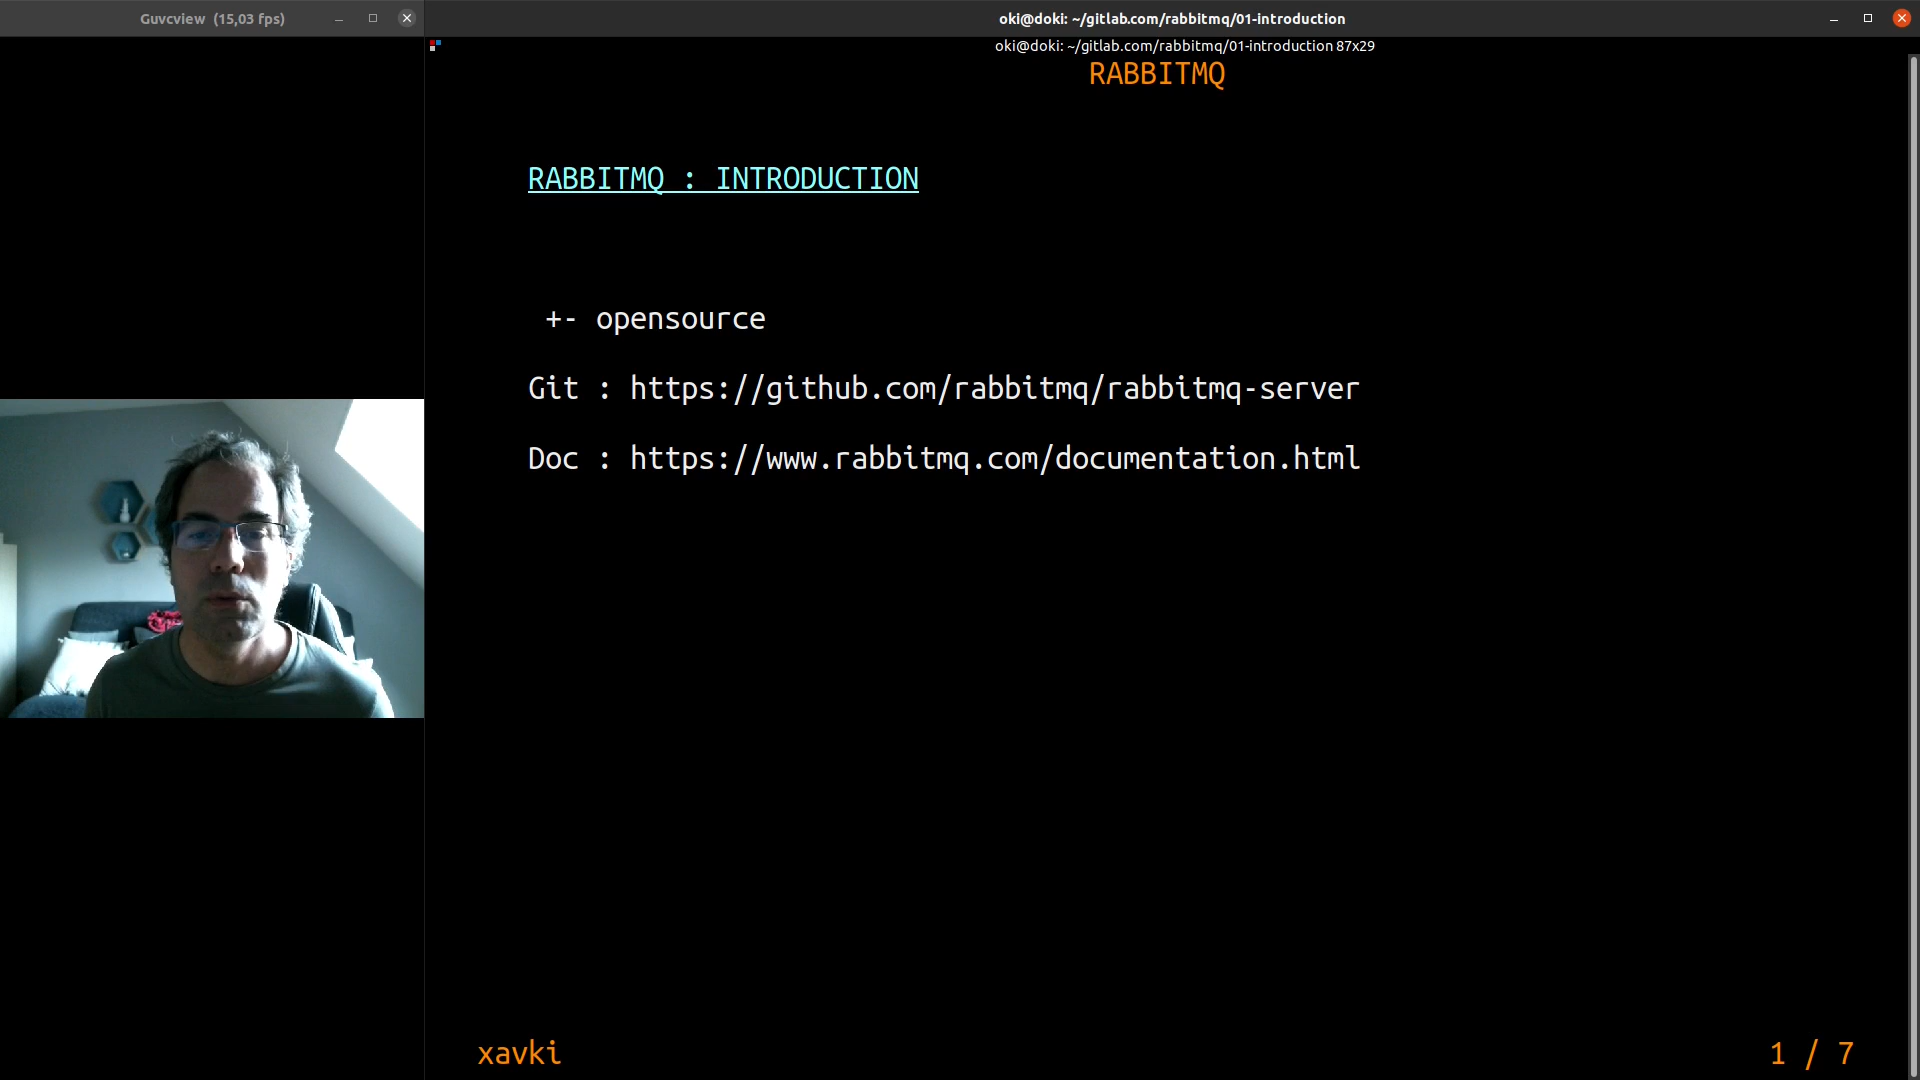 Guvcview (15,03 fps)
oki@doki: ~/gitlab.com/rabbitmq/01-introduction
oki@doki: ~/gitlab.com/rabbitmq/01-introduction 87x29
RABBITMQ
RABBITMQ : INTRODUCTION
+- opensource
Git : https://github.com/rabbitmq/rabbitmq-server
Doc : https://www.rabbitmq.com/documentation.html
xavki
1 / 7